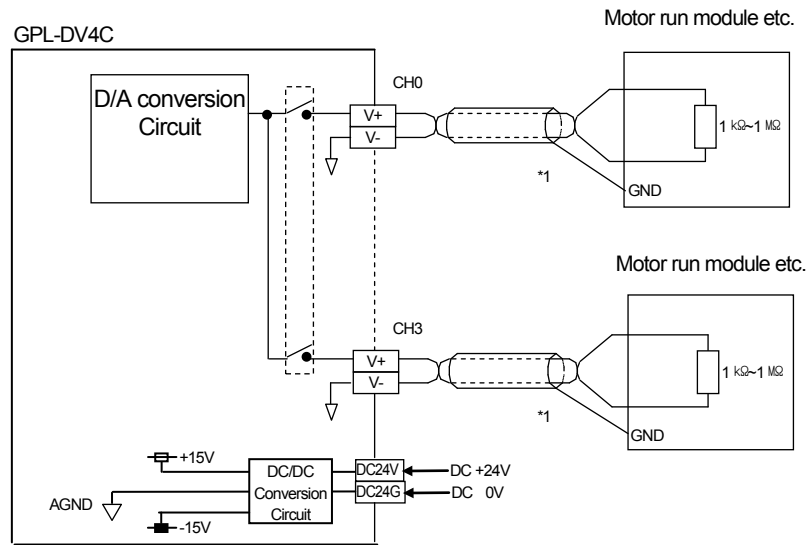 Motor run module etc.
GPL-DV4C
D/A conversion
Circuit
CH0
V+
V-
1 kΩ~1 MΩ
*1
GND
Motor run module etc.
CH3
V+
V-
1 kΩ~1 MΩ
*1
GND
+15V
DC/DC
Conversion
Circuit
DC24V
DC +24V
DC24G
DC 0V
AGND
-15V